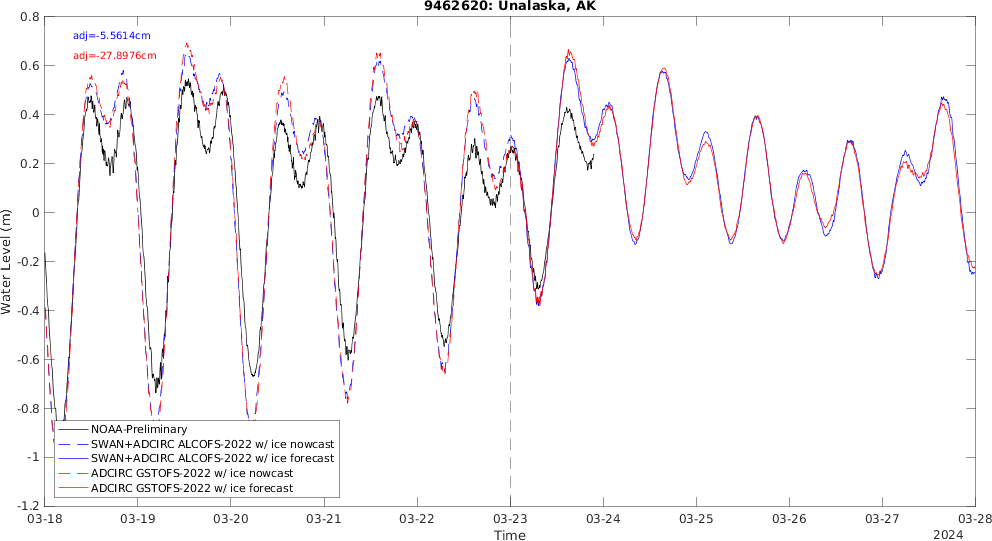 9462620: Unalaska, AK
adj=-5.5614cm
adj=-27.8976cm
0.8
0.6
0.4
0.2
0
-0.2
-0.4
-0.6
-0.8
-1
-1.2
Water Level (m)
NOAA-Preliminary
SWAN+ADCIRC ALCOFS-2022 w/ ice nowcast
SWAN+ADCIRC ALCOFS-2022 w/ ice forecast
ADCIRC GSTOFS-2022 w/ ice nowcast
ADCIRC GSTOFS-2022 w/ ice forecast
03-18 03-19 03-20 03-21 03-22 03-23 03-24 03-25 03-26 03-27 03-28
Time
2024